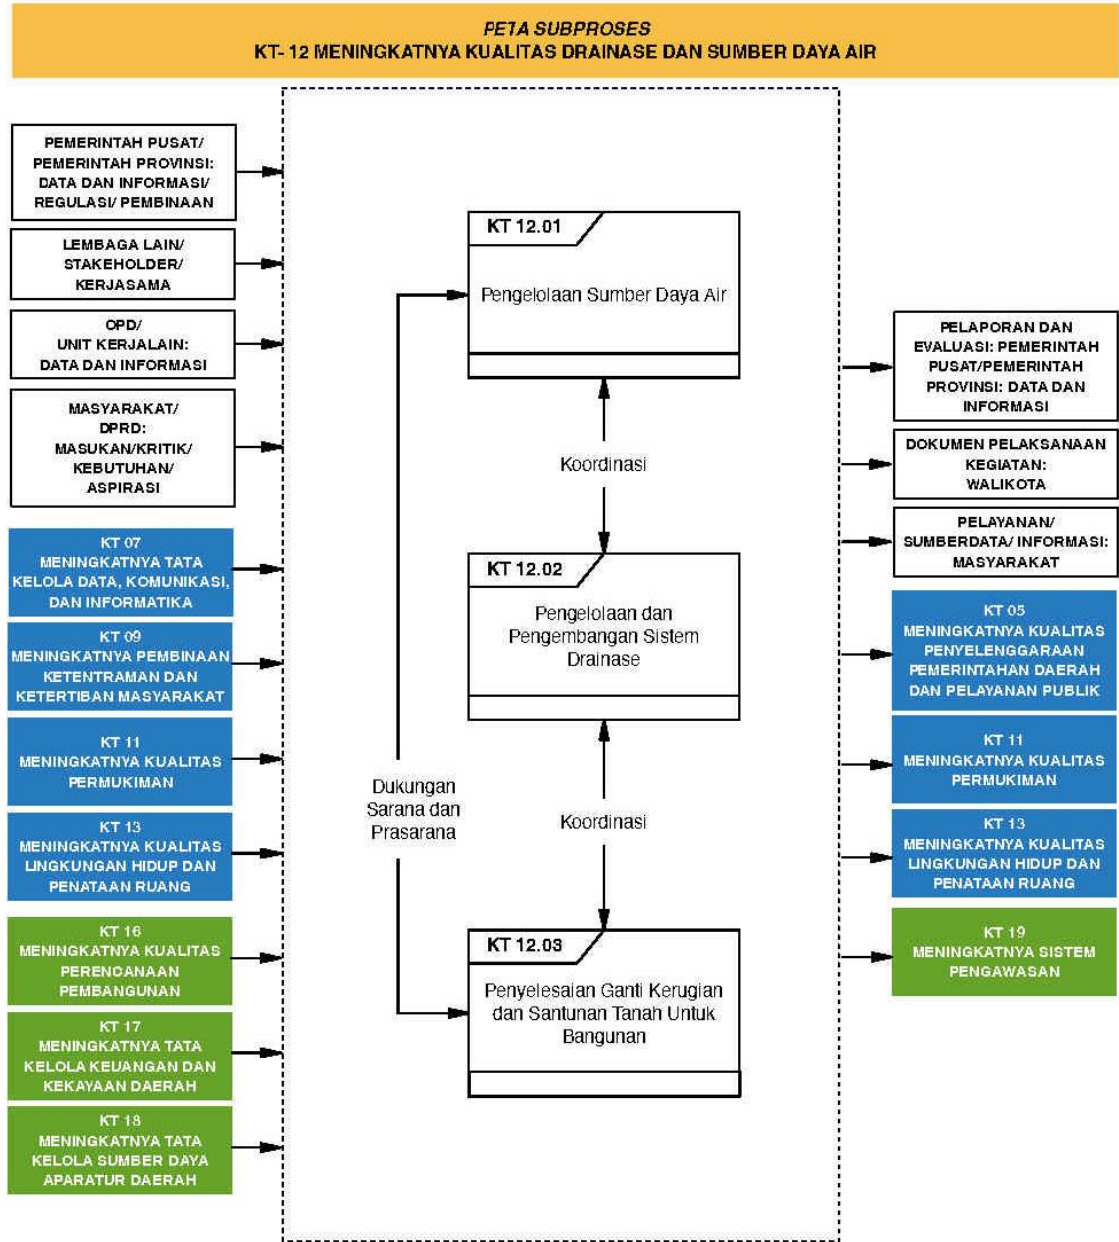 PETA SUBPROSES
KT- 12 MENINGKATNYA KUALITAS DRAINASE DAN SUMBER DAYA AIR
PEMERINTAH PUSAT/
PEMERINTAH PROVINSI:
DATA DAN INFORMASI/
REGULASI/ PEMBINAAN
LEMBAGA LAIN/
STAKEHOLDER/
KERJASAMA
OPD/
UNIT KERJALAIN:
DATA DAN INFORMASI
MASYARAKAT/
DPRD:
MASUKAN/KRITIK/
KEBUTUHAN/
ASPIRASI
KT 07
MENINGKATNYA TATA
KELOLA DATA, KOMUNIKASI,
DAN INFORMATIKA
KT 09
MENINGKATNYA PEMBINAAN
KETENTRAMAN DAN
KETERTIBAN MASYARAKAT
KT 11
MENINGKATNYA KUALITAS
PERMUKIMAN
KT 13
MENINGKATNYA KUALITAS
LINGKUNGAN HIDUP DAN
PENATAAN RUANG
KT 16
MENINGKATNYA KUALITAS
PERENCANAAN
PEMBANGUNAN
KT 17
MENINGKATNYA TATA
KELOLA KEUANGAN DAN
KEKAYAAN DAERAH
KT 18
MENINGKATNYA TATA
KELOLA SUMBER DAYA
APARATUR DAERAH
KT 12.01
Pengelolaan Sumber Daya Air
Koordinasi
KT 12.02
Pengelolaan dan
Pengembangan Sistem
Drainase
Dukungan
Sarana dan
Prasarana
Koordinasi
KT 12.03
Penyelesaian Ganti Kerugian
dan Santunan Tanah Untuk
Bangunan
PELAPORAN DAN
EVALUASI: PEMERINTAH
PUSAT/PEMERINTAH
PROVINSI: DATA DAN
INFORMASI
DOKUMEN PELAKSANAAN
KEGIATAN:
WALIKOTA
PELAYANAN/
SUMBERDATA/ INFORMASI:
MASYARAKAT
KT 05
MENINGKATNYA KUALITAS
PENYELENGGARAAN
PEMERINTAHAN DAERAH
DAN PELAYANAN PUBLIK
KT 11
MENINGKATNYA KUALITAS
PERMUKIMAN
KT 13
MENINGKATNYA KUALITAS
LINGKUNGAN HIDUP DAN
PENATAAN RUANG
KT 19
MENINGKATNYA SISTEM
PENGAWASAN